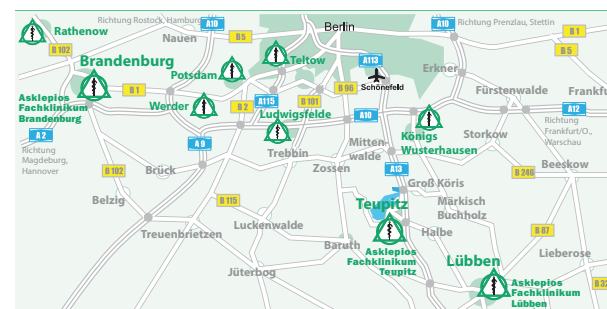 Richtung Rostock, Hamburg
A10
Berlin
A10
Richtung Prenzlau, Stettin
Rathenow
Nauen
B 5
B 1
B 102
B 5
Brandenburg
Teltow
A113
Potsdam
Erkner
Schönefeld
B 1
Asklepios
Fachklinikum
Brandenburg
Werder
B 2
A115
B 101
B 96
Fürstenwalde
Ludwigsfelde
A10
A12
Königs
Wusterhausen
Storkow
Richtung
Frankfurt/O.,
Warschau
A 2
Richtung
Magdeburg,
Hannover
A 9
Trebbin
Mitten-
walde
B 102
Brück
Zossen
A13
B 246
Beeskow
Belzig
B 115
Groß Köris
Teupitz
Märkisch
Buchholz
Treuenbrietzen
Luckenwalde
Halbe
B 87
Baruth
Asklepios
Fachklinikum
Teupitz
Lübben
Lieberose
Jüterbog
Asklepios
Fachklinikum
Lübben